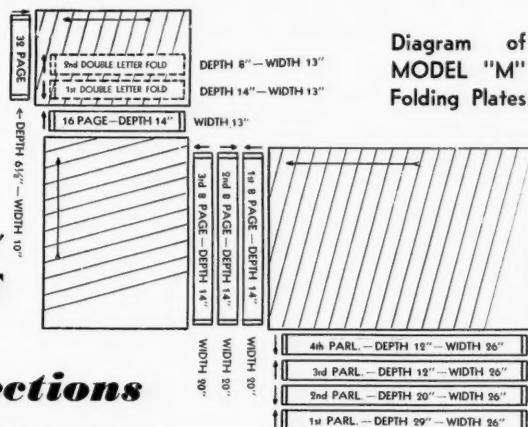 Diagram of
MODEL "M"
Folding Plates
32 PAGE
← DEPTH 6½"—WIDTH 10"
2nd DOUBLE LETTER FOLD
DEPTH 8"—WIDTH 13"
1st DOUBLE LETTER FOLD
DEPTH 14"—WIDTH 13"
16 PAGE—DEPTH 14"
WIDTH 13"
3rd 8 PAGE — DEPTH 14"
WIDTH 20"
2nd 8 PAGE — DEPTH 14"
WIDTH 20"
1st 8 PAGE — DEPTH 14"
WIDTH 20"
4th PARL. — DEPTH 12" — WIDTH 26"
3rd PARL. — DEPTH 12" — WIDTH 26"
2nd PARL. — DEPTH 20" — WIDTH 26"
1st PARL. — DEPTH 29" — WIDTH 26"
ctions